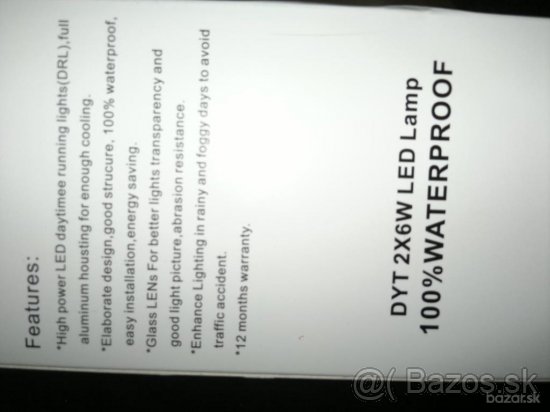 Features:
*High power LED daytimee running lights(DRL),full
aluminum housting for enough cooling.
*Elaborate design,good strucure, 100% waterproof,
easy installation,energy saving.
*Glass LENs For better lights transparency and
good light picture,abrasion resistance.
*Enhance Lighting in rainy and foggy days to avoid
traffic accident.
*12 months warranty.
DYT 2X6W LED Lamp
100%WATERPROOF
@( Bazos.sk
bazar.sk